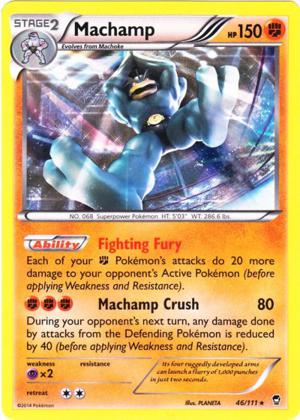 STAGE2
Machamp
HP150
Evolves from Machoke
NO. 068 Superpower Pokémon HT: 5'03" WT: 286.6 lbs.
Ability Fighting Fury
Each of your Pokémon's attacks do 20 more
damage to your opponent's Active Pokémon (before
applying Weakness and Resistance).
Machamp Crush 80
During your opponent's next turn, any damage done
by attacks from the Defending Pokémon is reduced
by 40 (before applying Weakness and Resistance).
weakness resistance
×2
retreat
Its four ruggedly developed arms
can launch a flurry of 1,000 punches
in just two seconds.
Illus. PLANETA 46/111 ★
©2014 Pokémon